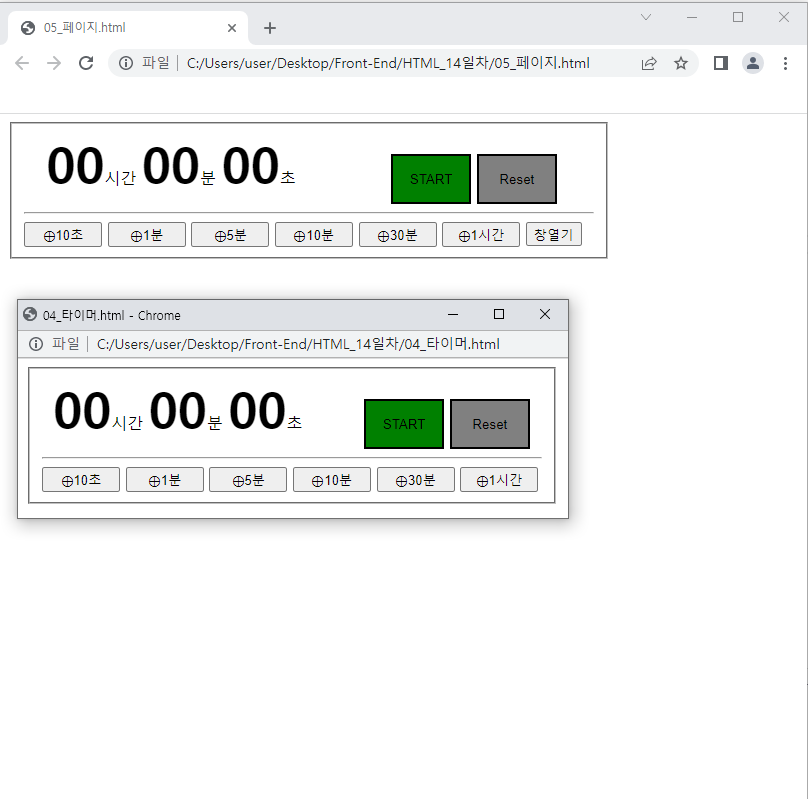 05_페이지.html
파일 C:/Users/user/Desktop/Front-End/HTML_14일차/05_페이지.html
00시간 00분 00초 START Reset
⊕10초 ⊕1분 ⊕5분 ⊕10분 ⊕30분 ⊕1시간 창열기
04_타이머.html - Chrome
파일 C:/Users/user/Desktop/Front-End/HTML_14일차/04_타이머.html
00시간 00분 00초 START Reset
⊕10초 ⊕1분 ⊕5분 ⊕10분 ⊕30분 ⊕1시간